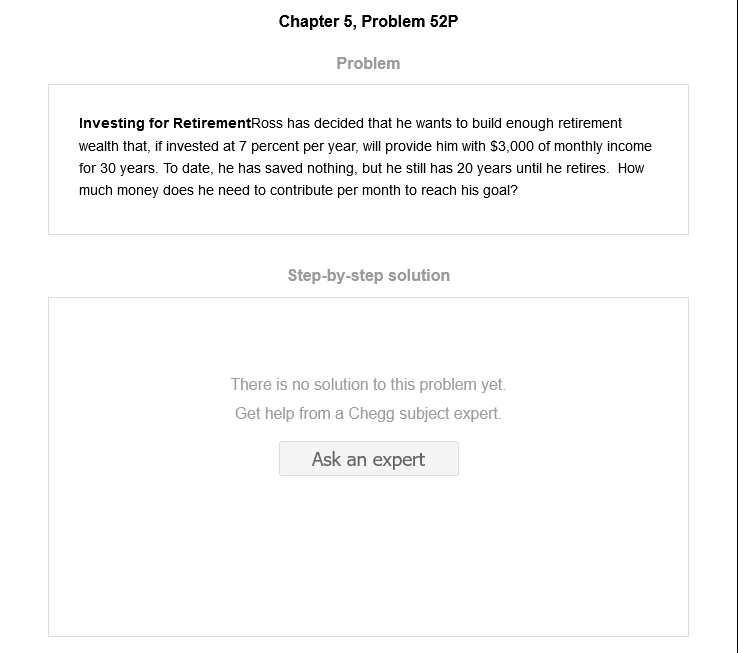 Chapter 5, Problem 52P
Problem
Investing for RetirementRoss has decided that he wants to build enough retirement
wealth that, if invested at 7 percent per year, will provide him with $3,000 of monthly income
for 30 years. To date, he has saved nothing, but he still has 20 years until he retires.  How
much money does he need to contribute per month to reach his goal?
Step-by-step solution
There is no solution to this problem yet.
Get help from a Chegg subject expert.
Ask an expert